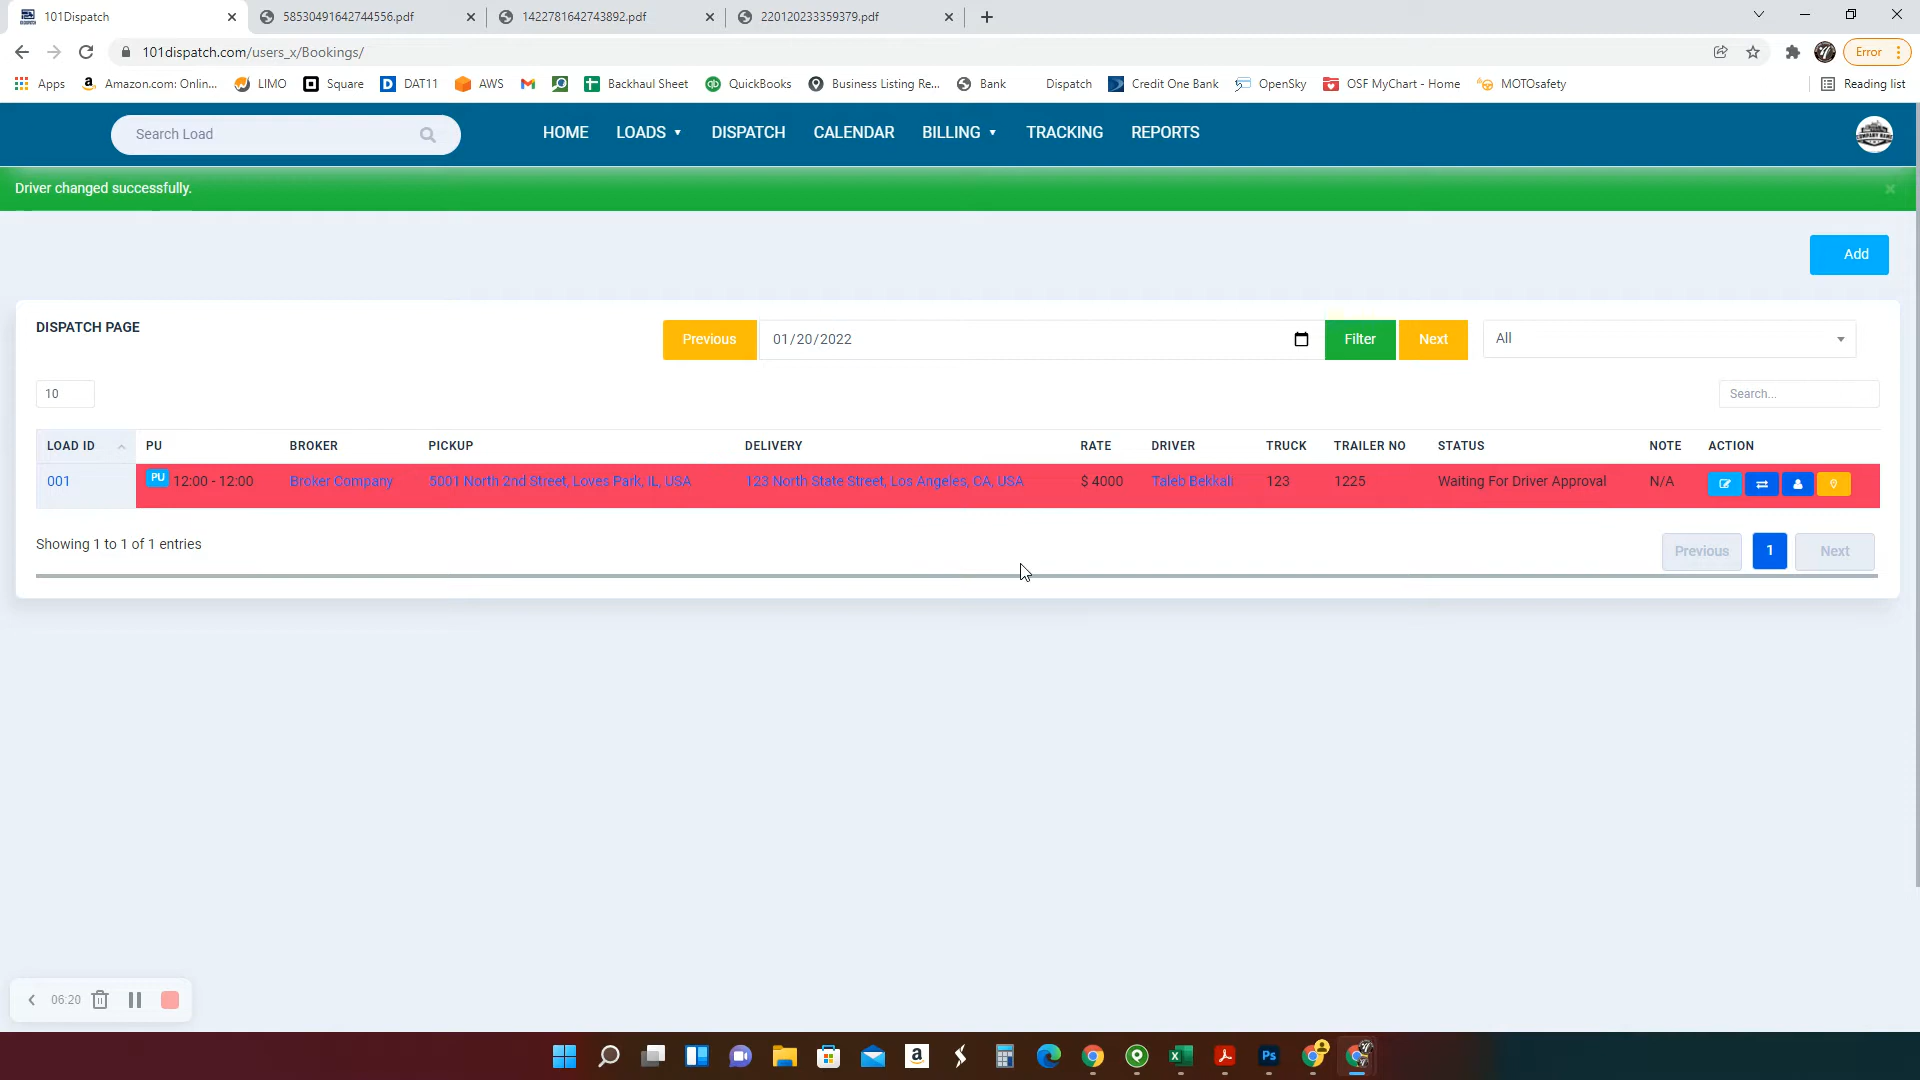 101Dispatch
58530491642744556.pdf
1422781642743892.pdf
220120233359379.pdf
101dispatch.com/users_x/Bookings/
Error
Apps
Amazon.com: Onlin...
LIMO
Square
DAT11
AWS
Backhaul Sheet
QuickBooks
Business Listing Re...
Bank
Dispatch
Credit One Bank
OpenSky
OSF MyChart - Home
MOTOsafety
Reading list
Search Load
HOME
LOADS
DISPATCH
CALENDAR
BILLING
TRACKING
REPORTS
Driver changed successfully.
Add
DISPATCH PAGE
Previous
01/20/2022
Filter
Next
All
10
Search...
LOAD ID PU BROKER PICKUP DELIVERY RATE DRIVER TRUCK TRAILER NO STATUS NOTE ACTION
001 PU 12:00 - 12:00 Broker Company 5001 North 2nd Street, Loves Park, IL, USA 123 North State Street, Los Angeles, CA, USA $ 4000 Taleb Bekkali 123 1225 Waiting For Driver Approval N/A
Showing 1 to 1 of 1 entries
Previous
1
Next
06:20